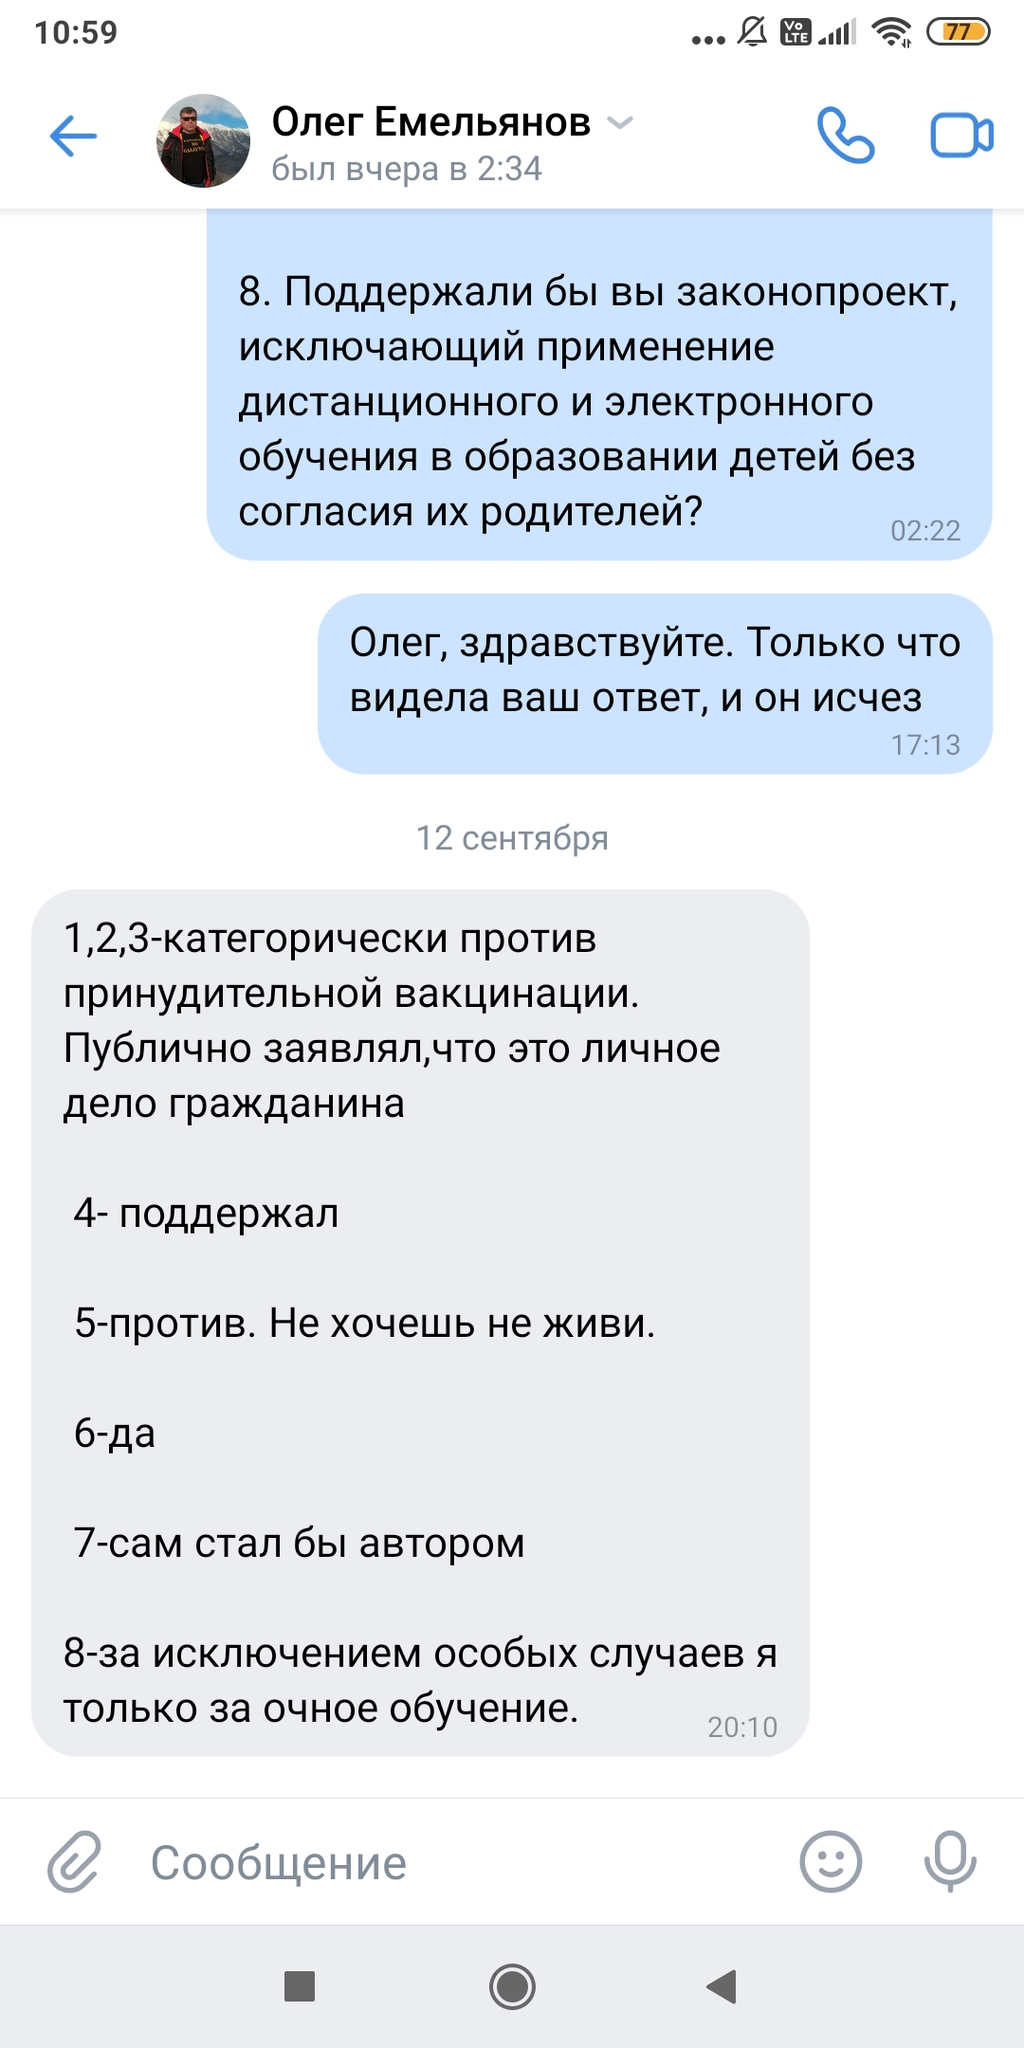 10:59
Vo LTE
77
Олег Емельянов
был вчера в 2:34
8. Поддержали бы вы законопроект,
исключающий применение
дистанционного и электронного
обучения в образовании детей без
согласия их родителей?
02:22
Олег, здравствуйте. Только что
видела ваш ответ, и он исчез
17:13
12 сентября
1,2,3-категорически против
принудительной вакцинации.
Публично заявлял,что это личное
дело гражданина
4- поддержал
5-против. Не хочешь не живи.
6-да
7-сам стал бы автором
8-за исключением особых случаев я
только за очное обучение.
20:10
Сообщение